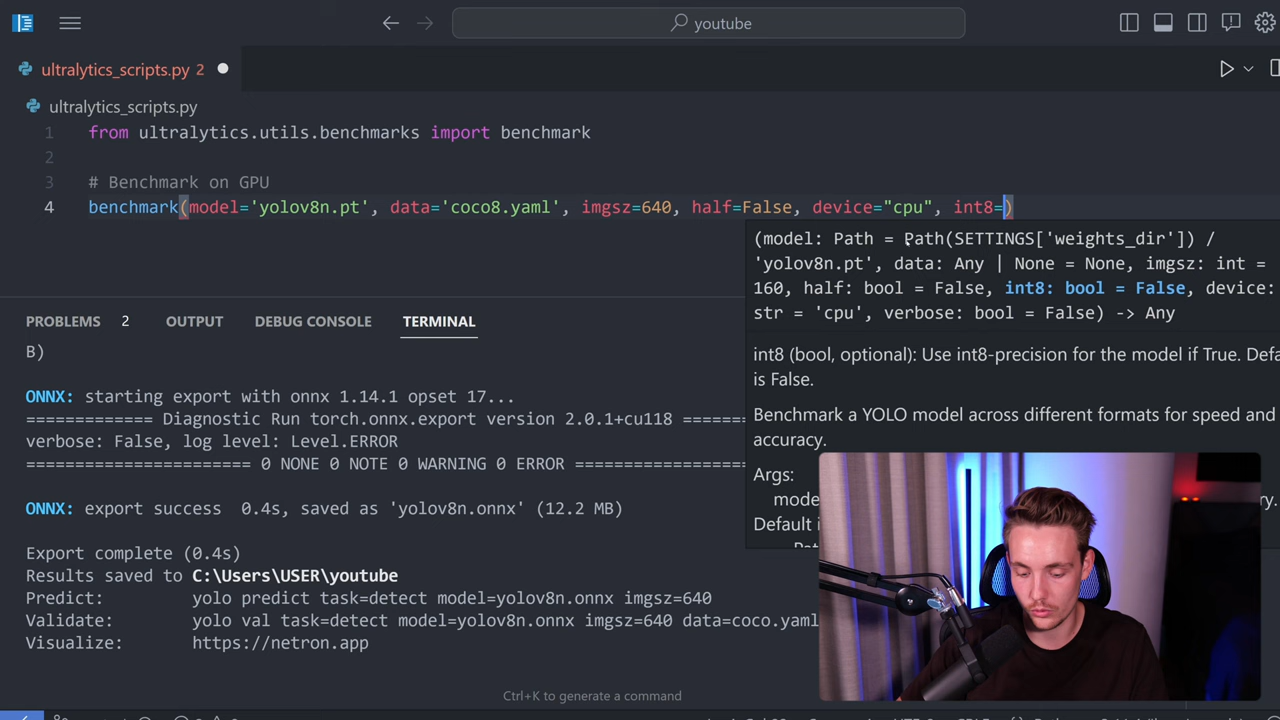 youtube
ultralytics_scripts.py 2
ultralytics_scripts.py
1 from ultralytics.utils.benchmarks import benchmark
2
3 # Benchmark on GPU
4 benchmark(model='yolov8n.pt', data='coco8.yaml', imgsz=640, half=False, device="cpu", int8=)
(model: Path = Path(SETTINGS['weights_dir']) /
'yolov8n.pt', data: Any | None = None, imgsz: int =
160, half: bool = False, int8: bool = False, device:
str = 'cpu', verbose: bool = False) -> Any
int8 (bool, optional): Use int8-precision for the model if True. Defa
is False.
Benchmark a YOLO model across different formats for speed and
accuracy.
Args:
mode
Default i
PROBLEMS 2 OUTPUT DEBUG CONSOLE TERMINAL
B)
ONNX: starting export with onnx 1.14.1 opset 17...
============= Diagnostic Run torch.onnx.export version 2.0.1+cu118 =======
verbose: False, log level: Level.ERROR
======================= 0 NONE 0 NOTE 0 WARNING 0 ERROR =================
ONNX: export success 0.4s, saved as 'yolov8n.onnx' (12.2 MB)
Export complete (0.4s)
Results saved to C:\Users\USER\youtube
Predict: yolo predict task=detect model=yolov8n.onnx imgsz=640
Validate: yolo val task=detect model=yolov8n.onnx imgsz=640 data=coco.yaml
Visualize: https://netron.app
Ctrl+K to generate a command